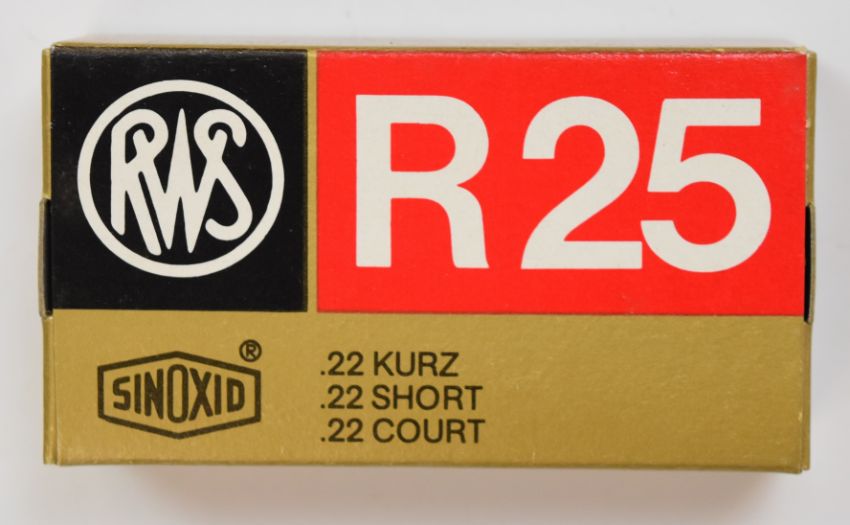 RWS
R 25
SINOXID ®
.22 KURZ
.22 SHORT
.22 COURT